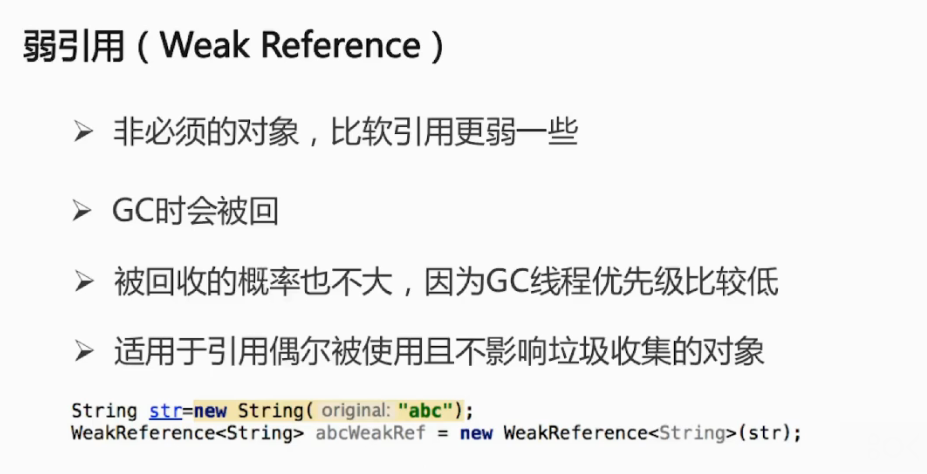 弱引用（Weak Reference）
➢ 非必须的对象，比软引用更弱一些
➢ GC时会被回
➢ 被回收的概率也不大，因为GC线程优先级比较低
➢ 适用于引用偶尔被使用且不影响垃圾收集的对象
String str=new String( original: "abc");
WeakReference<String> abcWeakRef = new WeakReference<String>(str);